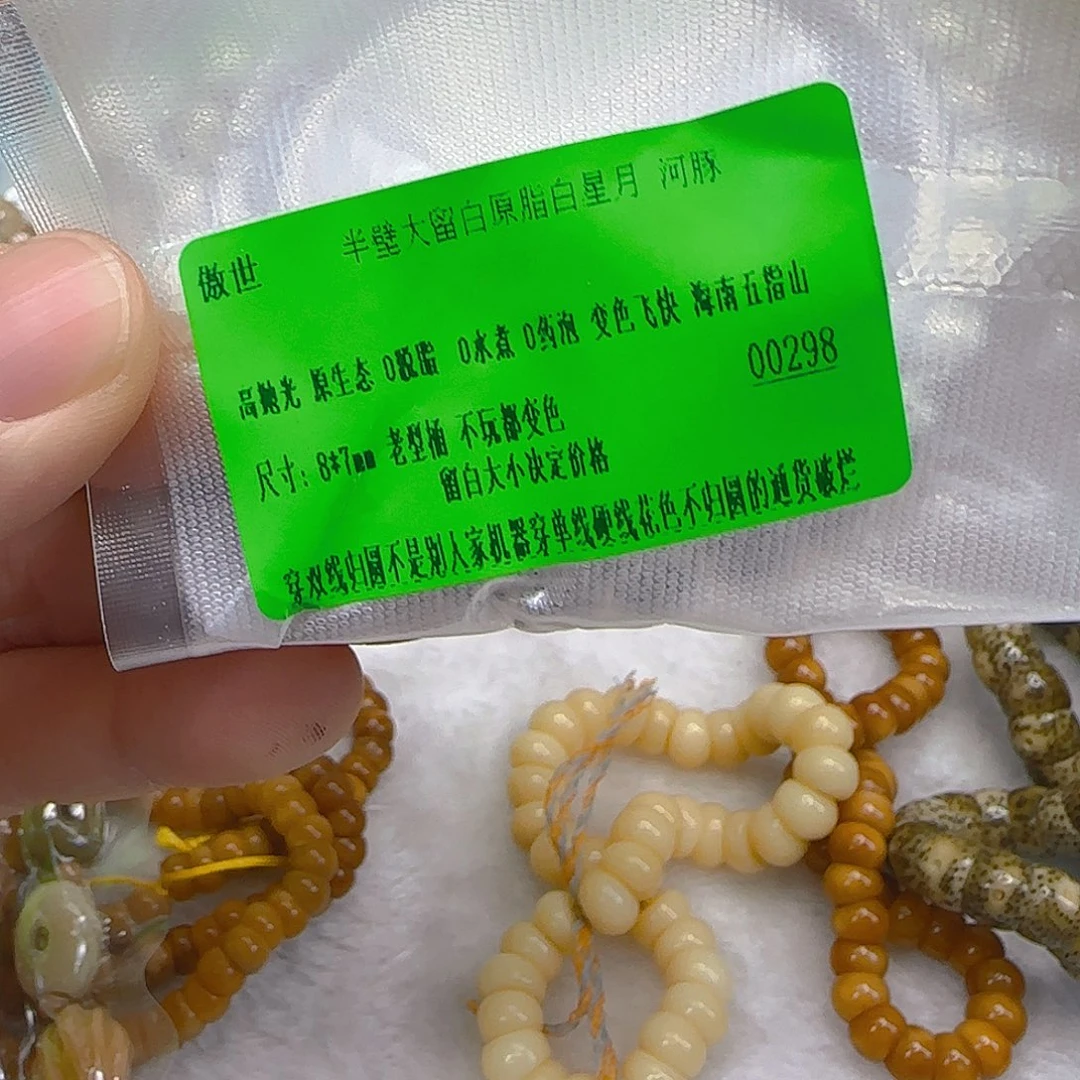 半壁大留白原脂白星月 河豚
傲世
高抛光 原生态 0改脂 0水煮 0药泡 变色飞快 海南五指山
00298
尺寸：8*7mm 老型桶 不玩都变色
留白大小决定价格
穿双线归圆不是别人家机器穿单线硬线花色不归圆的通货破烂